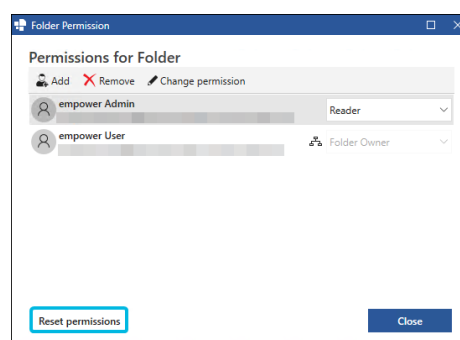 Folder Permission
Permissions for Folder
Add Remove Change permission
empower Admin
Reader
empower User
Folder Owner
Reset permissions
Close